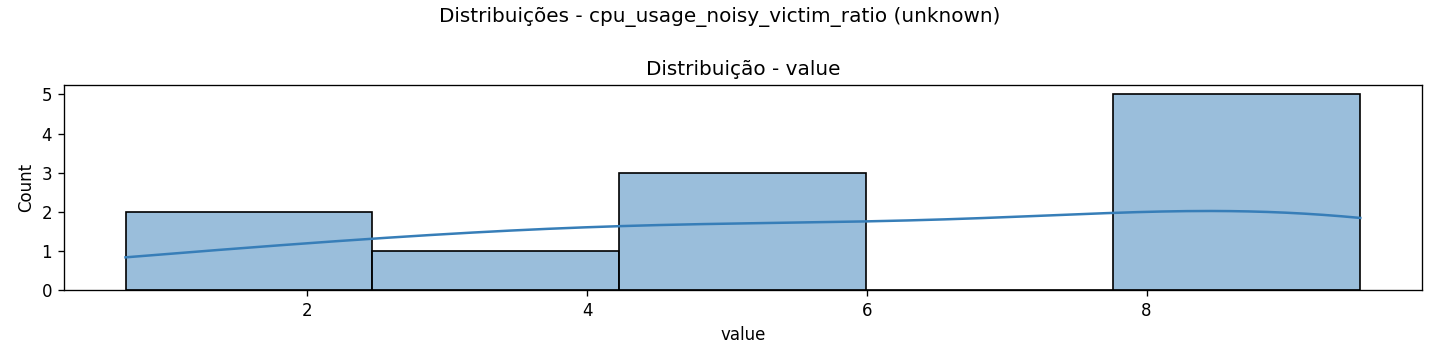 Distribuições - cpu_usage_noisy_victim_ratio (unknown)
Distribuição - value
5
4
3
2
1
0
Count
2 4 6 8
value